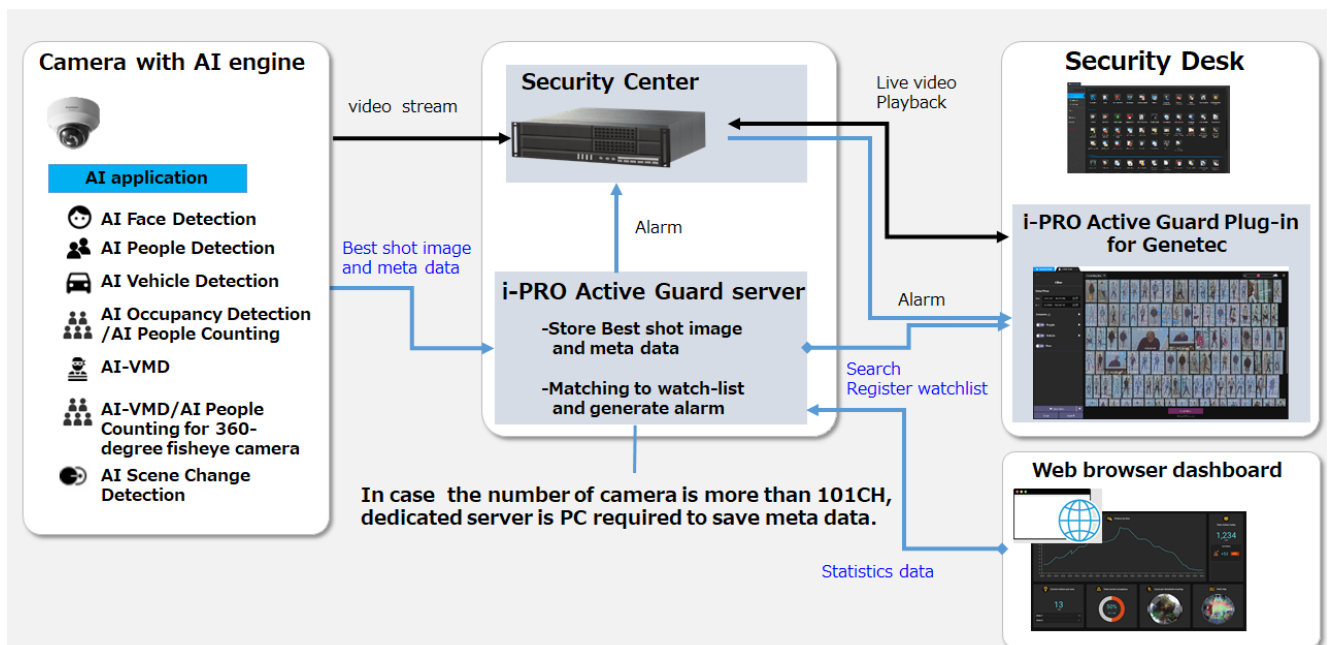 Camera with AI engine
AI application
AI Face Detection
AI People Detection
AI Vehicle Detection
AI Occupancy Detection
/AI People Counting
AI-VMD
AI-VMD/AI People
Counting for 360-
degree fisheye camera
AI Scene Change
Detection
video stream
Best shot image
and meta data
Security Center
Alarm
i-PRO Active Guard server
-Store Best shot image
and meta data
-Matching to watch-list
and generate alarm
In case the number of camera is more than 101CH,
dedicated server is PC required to save meta data.
Live video
Playback
Alarm
Search
Register watchlist
Statistics data
Security Desk
i-PRO Active Guard Plug-in
for Genetec
Web browser dashboard
1,234
13
50%